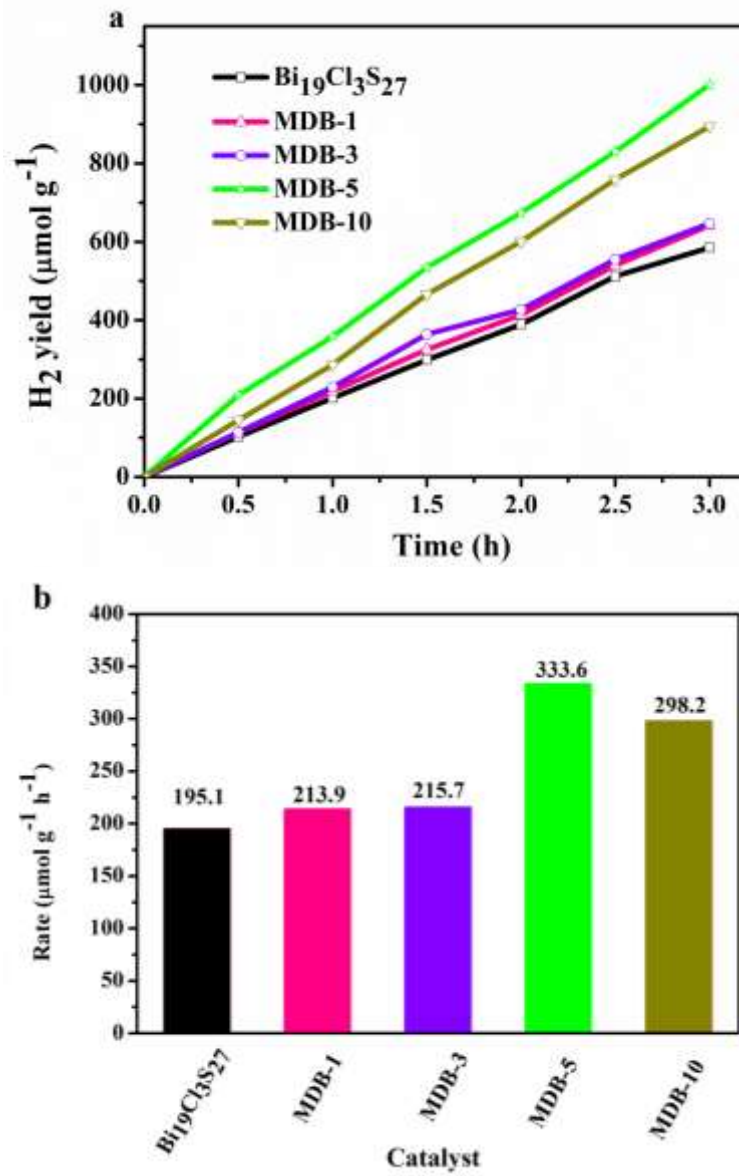 a
Bi19Cl3S27
MDB-1
MDB-3
MDB-5
MDB-10
H2 yield (μmol g-1)
1000
800
600
400
200
0
0.0 0.5 1.0 1.5 2.0 2.5 3.0
Time (h)
b
Rate (μmol g-1 h-1)
400
350
300
250
200
150
100
50
0
195.1
213.9
215.7
333.6
298.2
Bi19Cl3S27
MDB-1
MDB-3
MDB-5
MDB-10
Catalyst